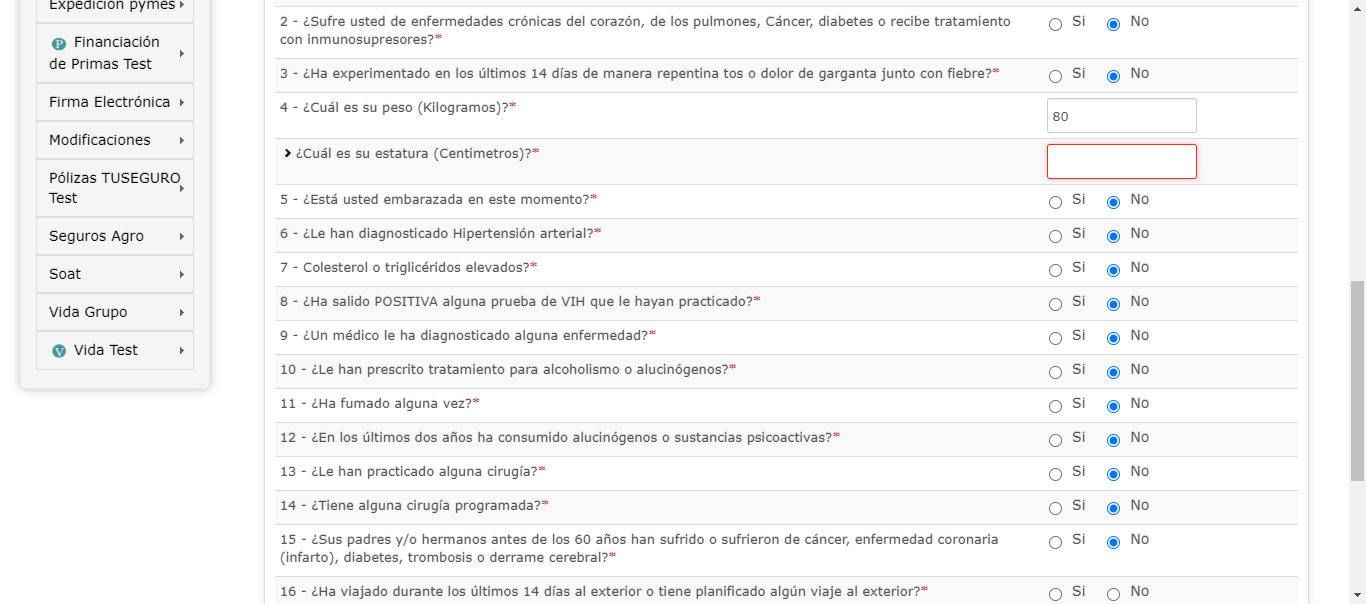 Expedición pymes
Financiación
de Primas Test
Firma Electrónica
Modificaciones
Pólizas TUSEGURO
Test
Seguros Agro
Soat
Vida Grupo
Vida Test
2 - ¿Sufre usted de enfermedades crónicas del corazón, de los pulmones, Cáncer, diabetes o recibe tratamiento
con inmunosupresores?*
Si No
3 - ¿Ha experimentado en los últimos 14 días de manera repentina tos o dolor de garganta junto con fiebre?* Si No
4 - ¿Cuál es su peso (Kilogramos)?* 80
¿Cuál es su estatura (Centimetros)?*
5 - ¿Está usted embarazada en este momento?* Si No
6 - ¿Le han diagnosticado Hipertensión arterial?* Si No
7 - Colesterol o triglicéridos elevados?* Si No
8 - ¿Ha salido POSITIVA alguna prueba de VIH que le hayan practicado?* Si No
9 - ¿Un médico le ha diagnosticado alguna enfermedad?* Si No
10 - ¿Le han prescrito tratamiento para alcoholismo o alucinógenos?* Si No
11 - ¿Ha fumado alguna vez?* Si No
12 - ¿En los últimos dos años ha consumido alucinógenos o sustancias psicoactivas?* Si No
13 - ¿Le han practicado alguna cirugía?* Si No
14 - ¿Tiene alguna cirugía programada?* Si No
15 - ¿Sus padres y/o hermanos antes de los 60 años han sufrido o sufrieron de cáncer, enfermedad coronaria
(infarto), diabetes, trombosis o derrame cerebral?*
Si No
16 - ¿Ha viajado durante los últimos 14 días al exterior o tiene planificado algún viaje al exterior?* Si No